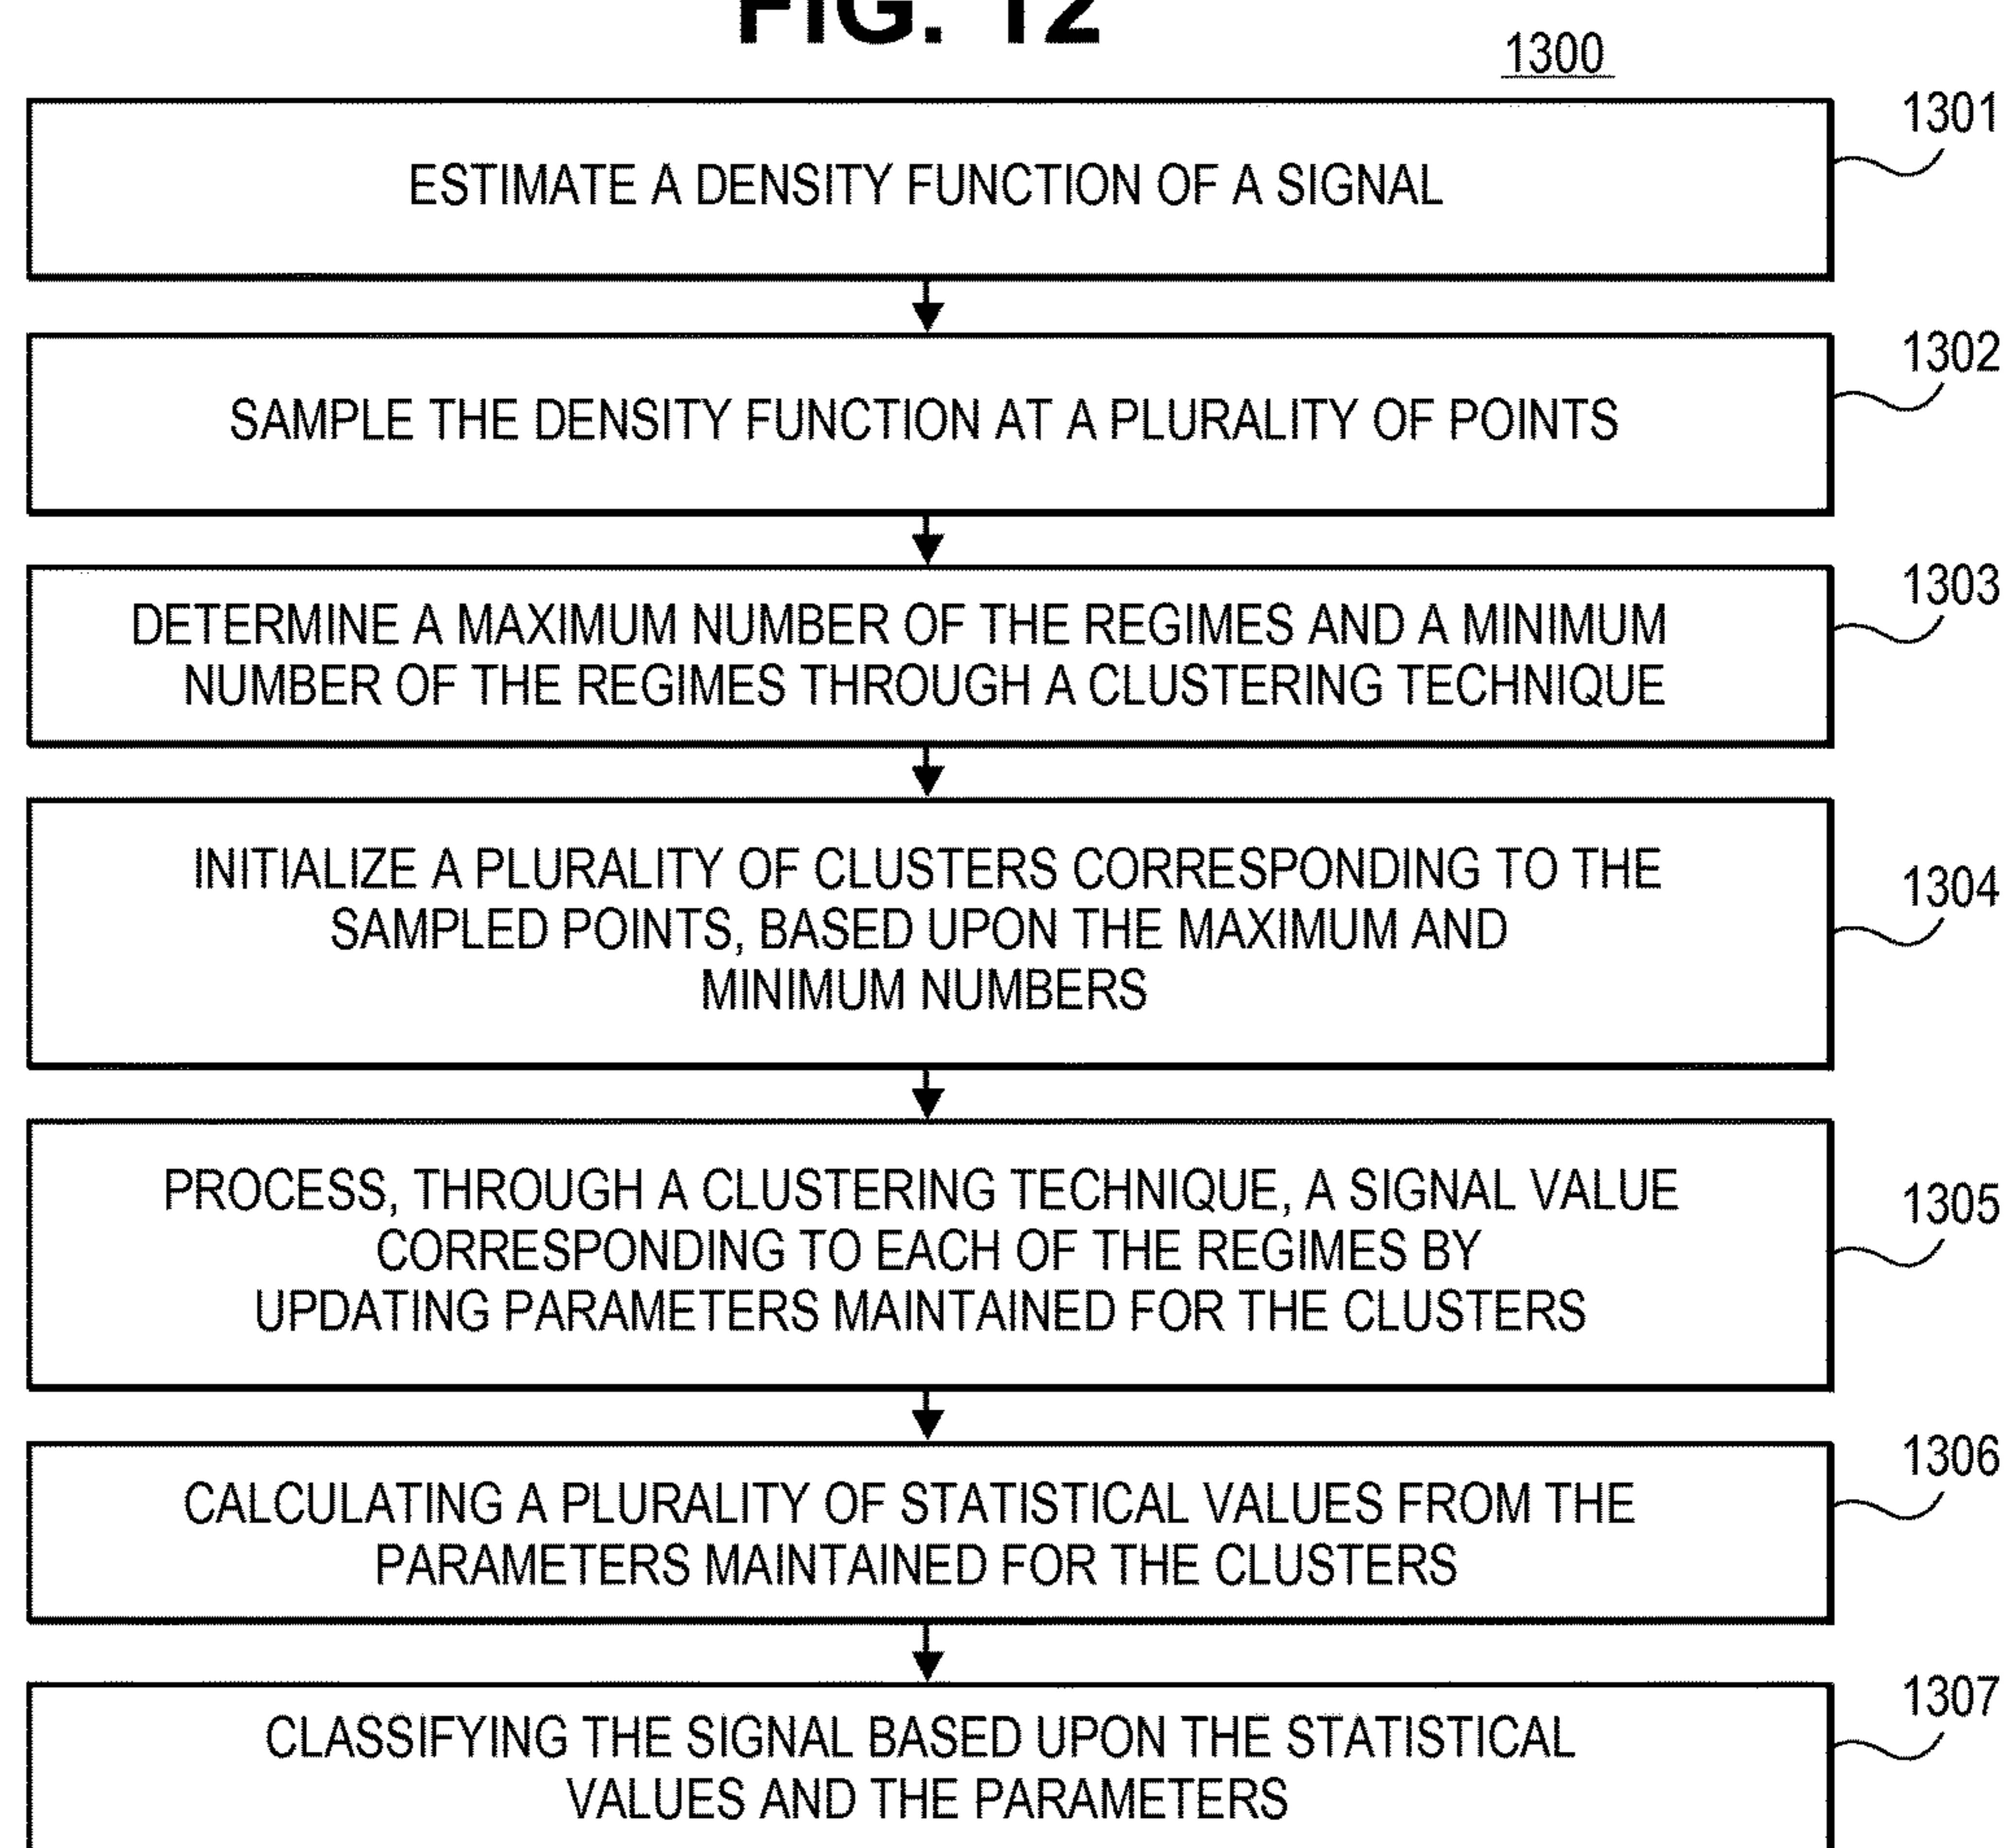 FIG. 12
1300
1301
ESTIMATE A DENSITY FUNCTION OF A SIGNAL
1302
SAMPLE THE DENSITY FUNCTION AT A PLURALITY OF POINTS
1303
DETERMINE A MAXIMUM NUMBER OF THE REGIMES AND A MINIMUM
NUMBER OF THE REGIMES THROUGH A CLUSTERING TECHNIQUE
1304
INITIALIZE A PLURALITY OF CLUSTERS CORRESPONDING TO THE
SAMPLED POINTS, BASED UPON THE MAXIMUM AND
MINIMUM NUMBERS
1305
PROCESS, THROUGH A CLUSTERING TECHNIQUE, A SIGNAL VALUE
CORRESPONDING TO EACH OF THE REGIMES BY
UPDATING PARAMETERS MAINTAINED FOR THE CLUSTERS
1306
CALCULATING A PLURALITY OF STATISTICAL VALUES FROM THE
PARAMETERS MAINTAINED FOR THE CLUSTERS
1307
CLASSIFYING THE SIGNAL BASED UPON THE STATISTICAL
VALUES AND THE PARAMETERS